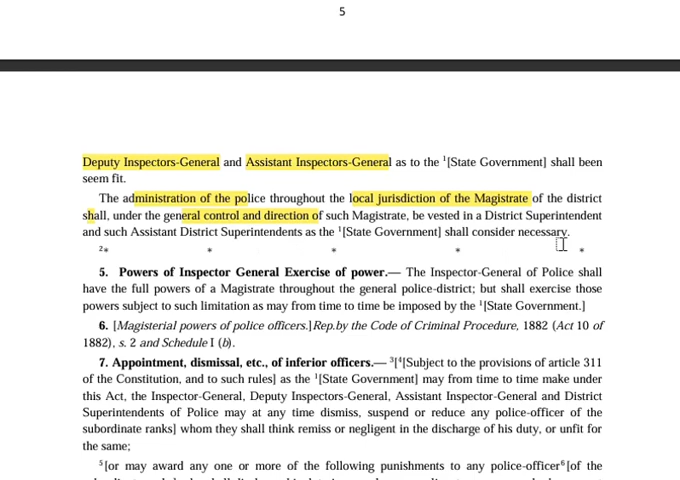 5
Deputy Inspectors-General and Assistant Inspectors-General as to the ¹[State Government] shall been
seem fit.
The administration of the police throughout the local jurisdiction of the Magistrate of the district
shall, under the general control and direction of such Magistrate, be vested in a District Superintendent
and such Assistant District Superintendents as the ¹[State Government] shall consider necessary.
²* * * * *
5. Powers of Inspector General Exercise of power.— The Inspector-General of Police shall
have the full powers of a Magistrate throughout the general police-district; but shall exercise those
powers subject to such limitation as may from time to time be imposed by the ¹[State Government.]
6. [Magisterial powers of police officers.] Rep.by the Code of Criminal Procedure, 1882 (Act 10 of
1882), s. 2 and Schedule I (b).
7. Appointment, dismissal, etc., of inferior officers.— ³[⁴[Subject to the provisions of article 311
of the Constitution, and to such rules] as the ¹[State Government] may from time to time make under
this Act, the Inspector-General, Deputy Inspectors-General, Assistant Inspector-General and District
Superintendents of Police may at any time dismiss, suspend or reduce any police-officer of the
subordinate ranks] whom they shall think remiss or negligent in the discharge of his duty, or unfit for
the same;
⁵[or may award any one or more of the following punishments to any police-officer⁶[of the